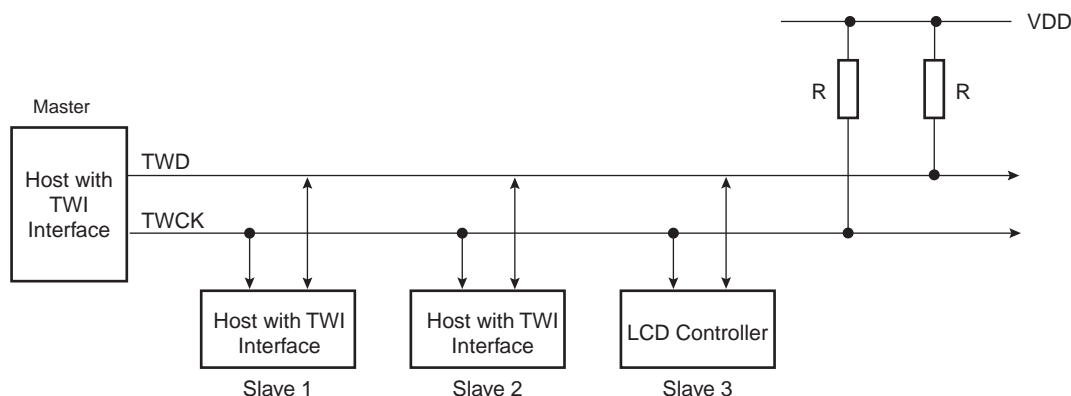 VDD
R
R
Master
Host with
TWI
Interface
TWD
TWCK
Host with TWI
Interface
Slave 1
Host with TWI
Interface
Slave 2
LCD Controller
Slave 3